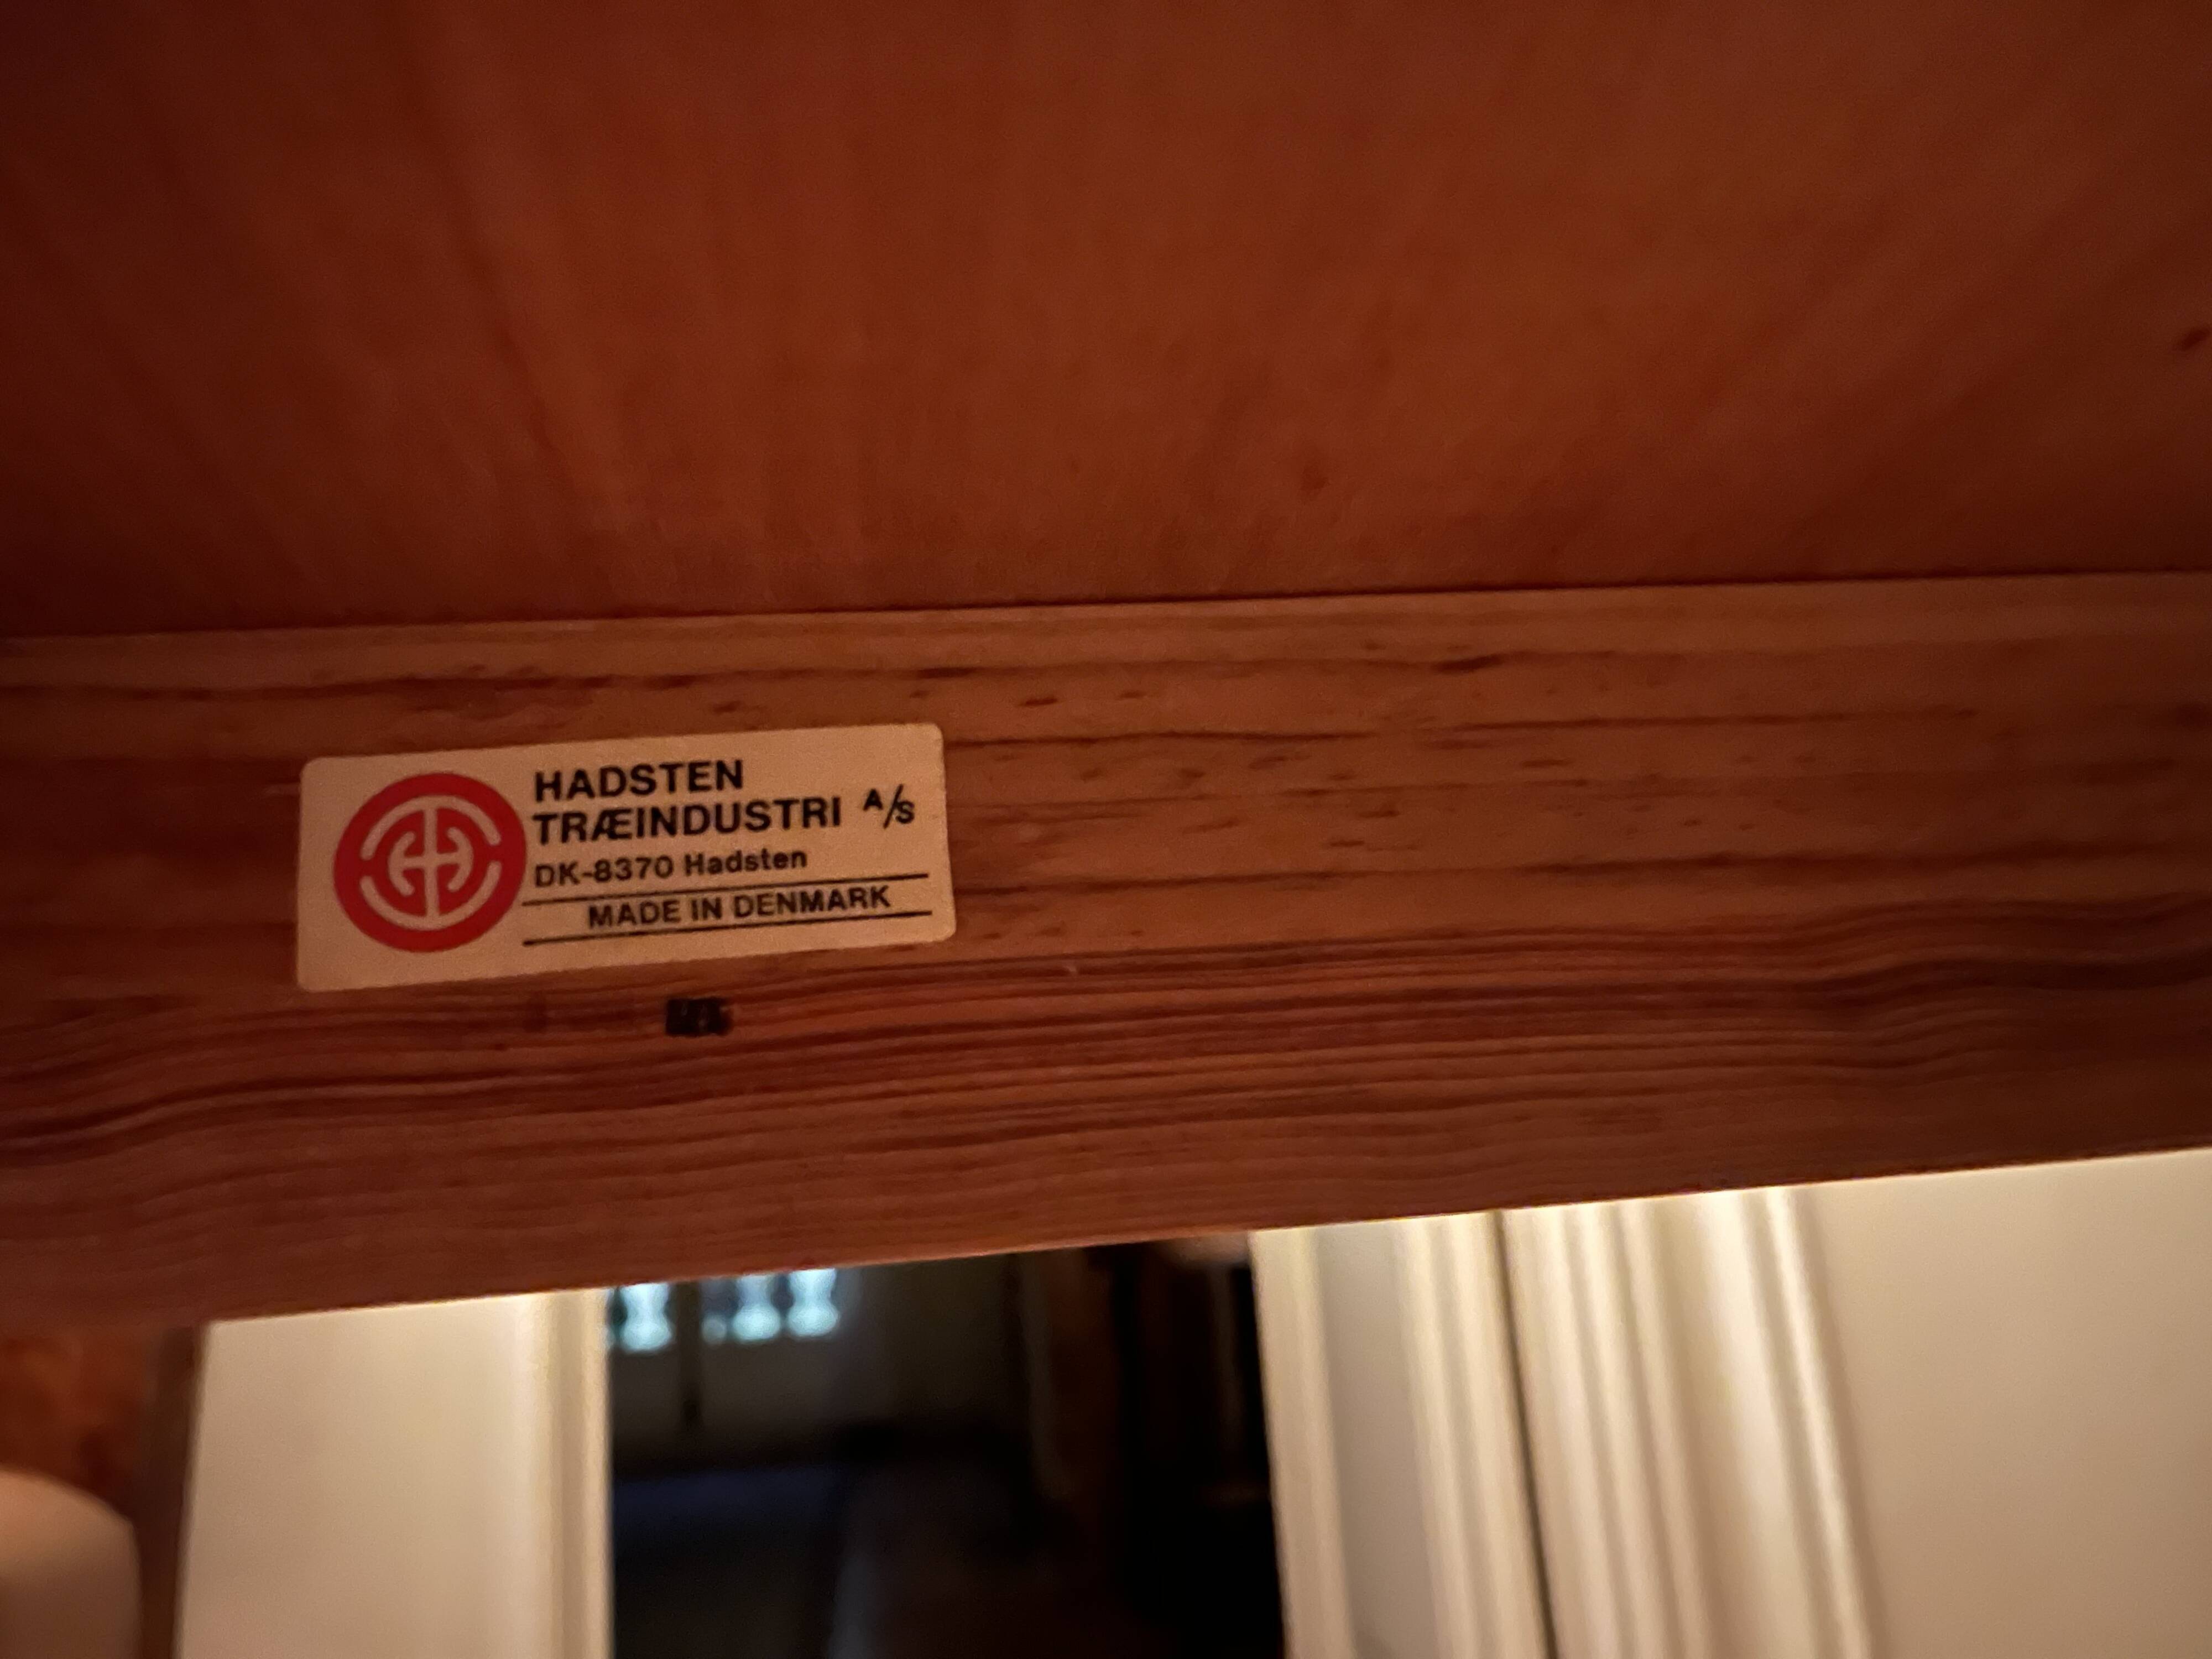 HADSTEN
TRÆINDUSTRI A/S
DK-8370 Hadsten
MADE IN DENMARK